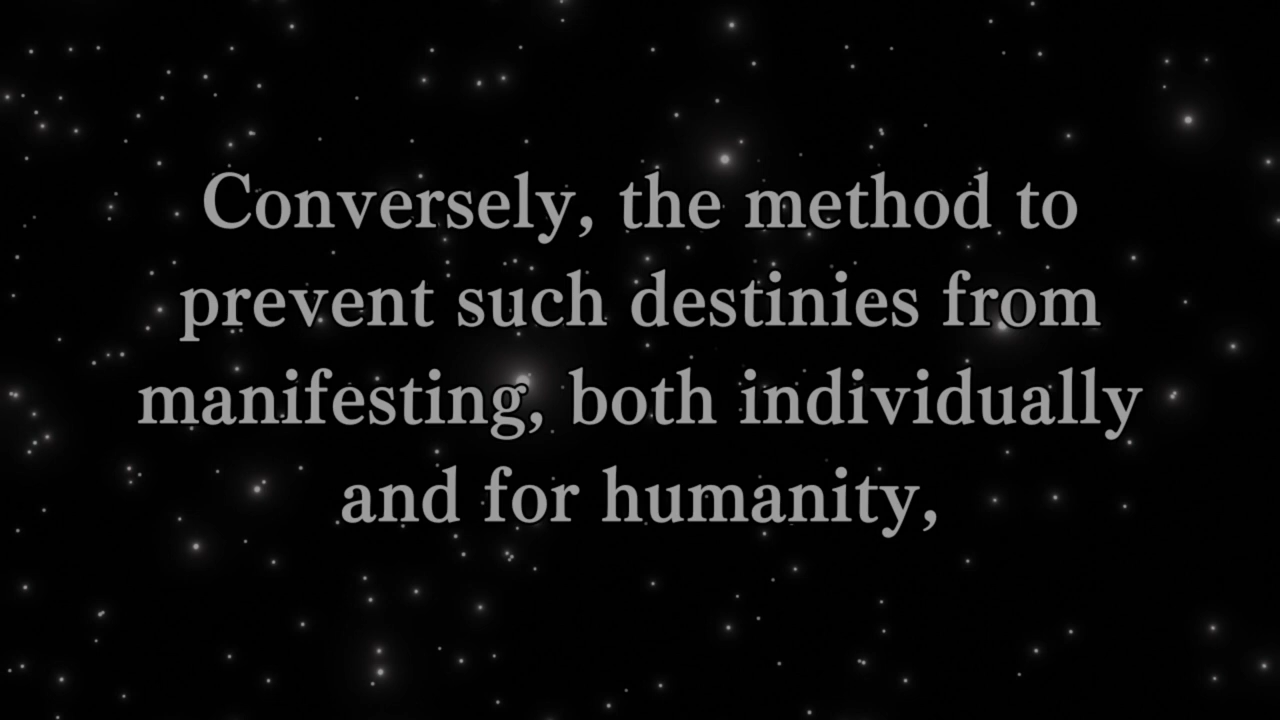 Conversely, the method to
prevent such destinies from
manifesting, both individually
and for humanity,